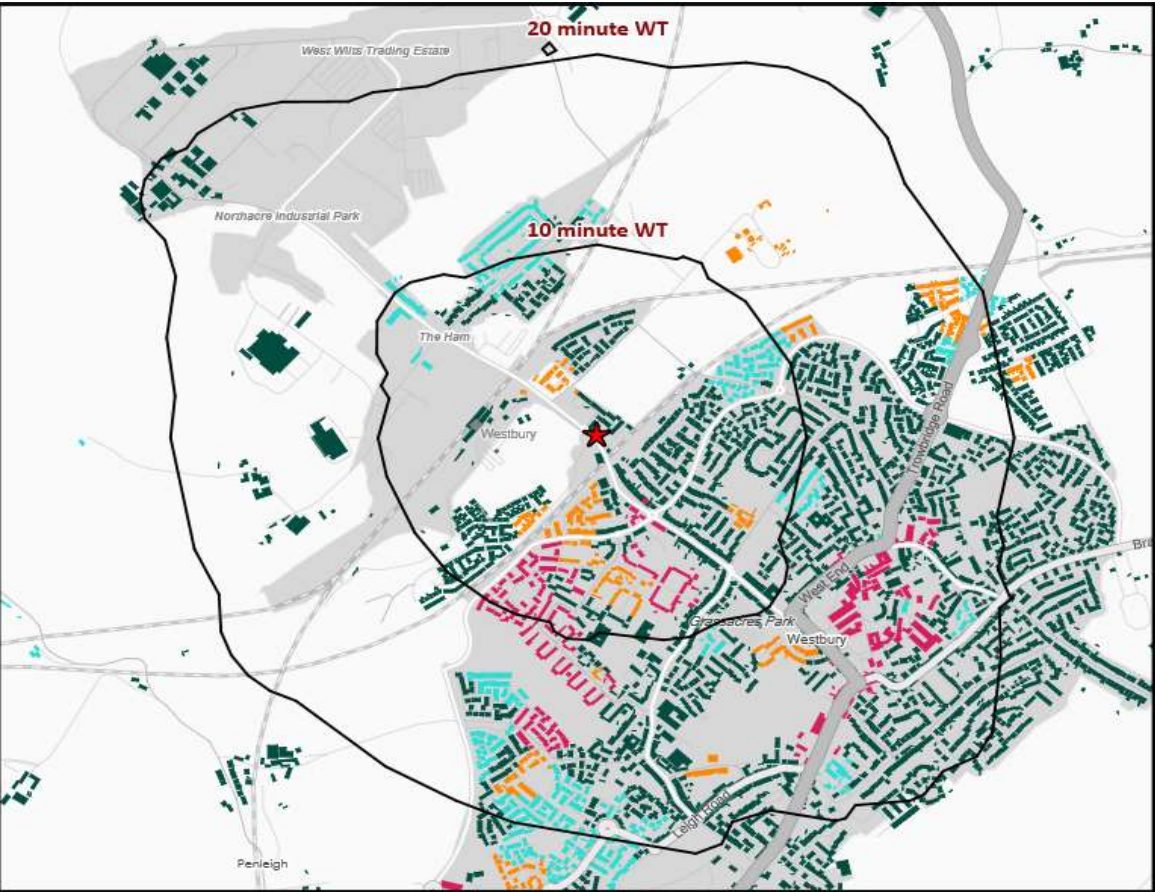 20 minute WT
West Wilts Trading Estate
Northacre Industrial Park
10 minute WT
The Ham
Westbury
Trowbridge Road
Bra
West End
Grassacres Park
Westbury
Leigh Road
Penleigh